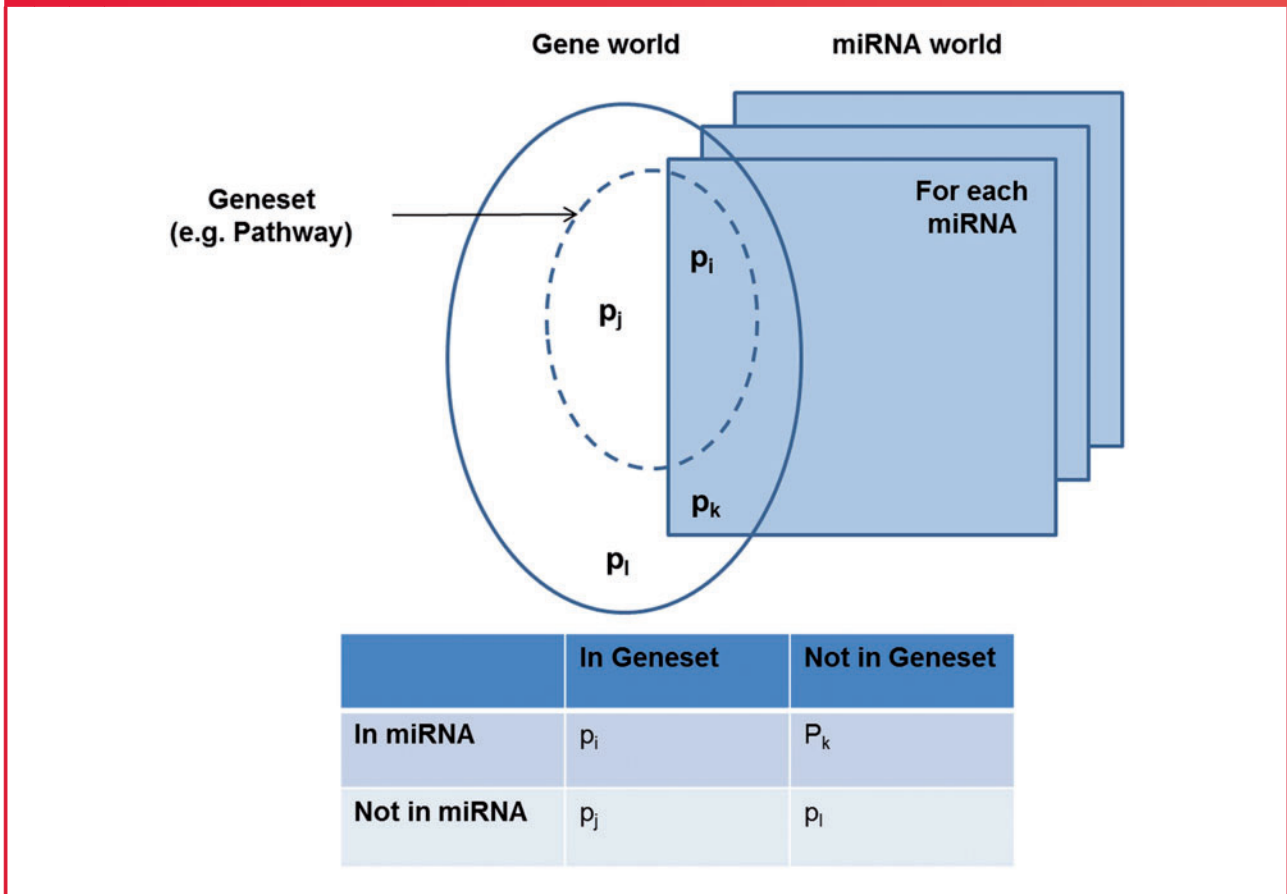 Gene world
miRNA world
Geneset
(e.g. Pathway)
For each
miRNA
pi
pj
pk
pl
In Geneset
Not in Geneset
In miRNA
pi
Pk
Not in miRNA
pj
pl